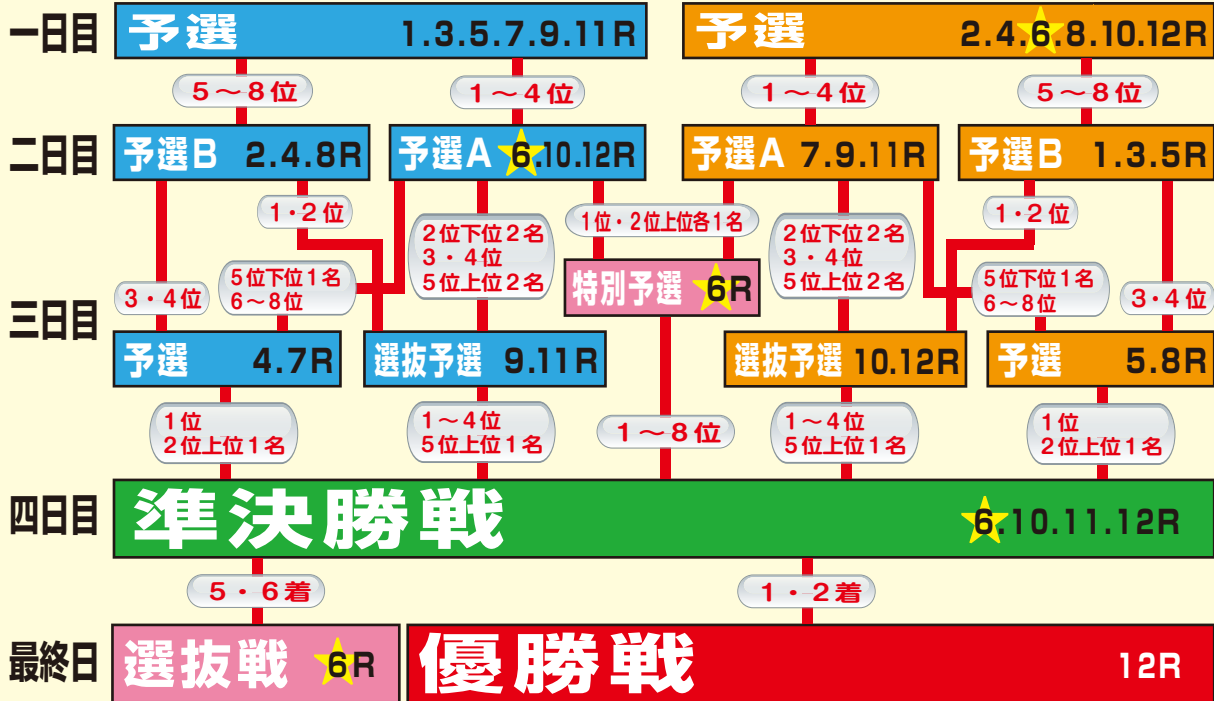 一日目
予選 1.3.5.7.9.11R
予選 2.4.6.8.10.12R
5～8位
1～4位
1～4位
5～8位
二日目
予選B 2.4.8R
予選A 6.10.12R
予選A 7.9.11R
予選B 1.3.5R
1・2位
2位下位2名
3・4位
5位上位2名
1位・2位上位各1名
2位下位2名
3・4位
5位上位2名
1・2位
三日目
3・4位
5位下位1名
6～8位
特別予選 6R
5位下位1名
6～8位
3・4位
予選 4.7R
選抜予選 9.11R
選抜予選 10.12R
予選 5.8R
1位
2位上位1名
1～4位
5位上位1名
1～8位
1～4位
5位上位1名
1位
2位上位1名
四日目
準決勝戦 6.10.11.12R
5・6着
1・2着
最終日
選抜戦 6R
優勝戦 12R